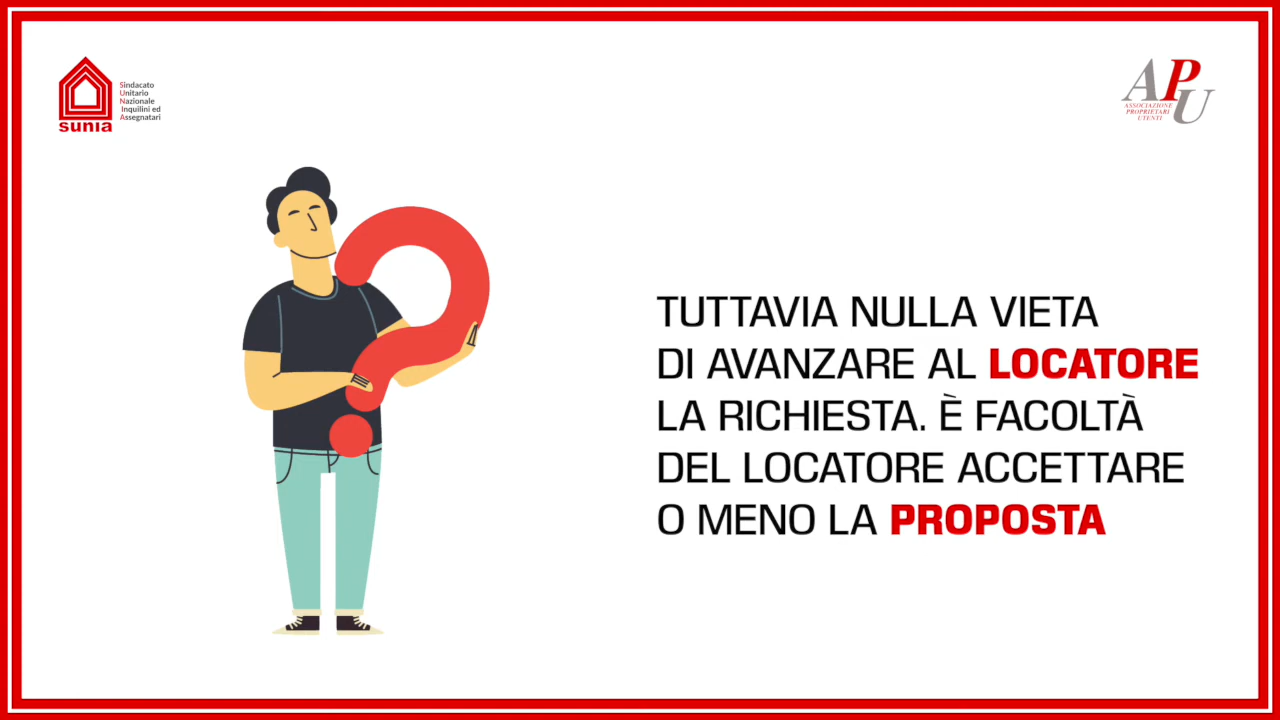 Sindacato
Unitario
Nazionale
Inquilini ed
Assegnatari
sunia
APU
ASSOCIAZIONE
PROPRIETARI
UTENTI
TUTTAVIA NULLA VIETA
DI AVANZARE AL LOCATORE
LA RICHIESTA. È FACOLTÀ
DEL LOCATORE ACCETTARE
O MENO LA PROPOSTA